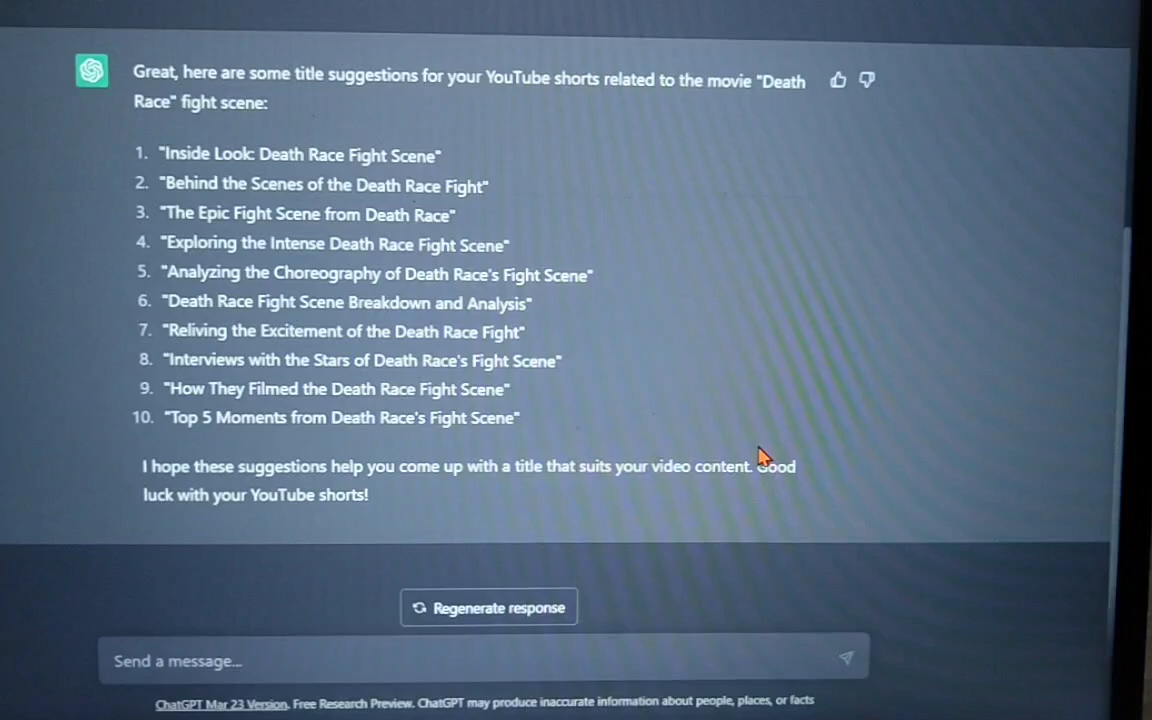 Great, here are some title suggestions for your YouTube shorts related to the movie "Death
Race" fight scene:
1. "Inside Look: Death Race Fight Scene"
2. "Behind the Scenes of the Death Race Fight"
3. "The Epic Fight Scene from Death Race"
4. "Exploring the Intense Death Race Fight Scene"
5. "Analyzing the Choreography of Death Race's Fight Scene"
6. "Death Race Fight Scene Breakdown and Analysis"
7. "Reliving the Excitement of the Death Race Fight"
8. "Interviews with the Stars of Death Race's Fight Scene"
9. "How They Filmed the Death Race Fight Scene"
10. "Top 5 Moments from Death Race's Fight Scene"
I hope these suggestions help you come up with a title that suits your video content. Good
luck with your YouTube shorts!
Regenerate response
Send a message...
ChatGPT Mar 23 Version. Free Research Preview. ChatGPT may produce inaccurate information about people, places, or facts